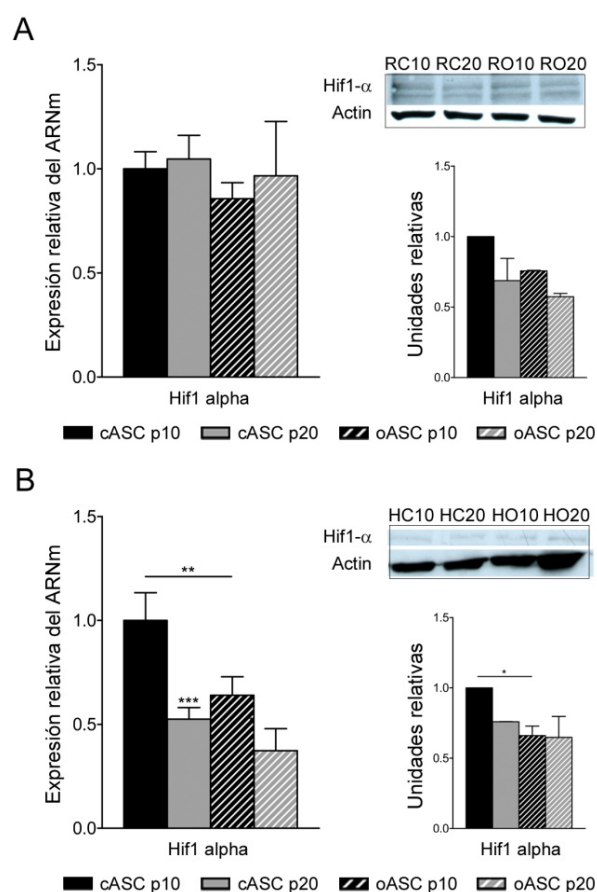 A
Expresión relativa del ARNm
1.5
1.0
0.5
0.0
Hif1 alpha
RC10 RC20 RO10 RO20
Hif1-α
Actin
Unidades relativas
1.5
1.0
0.5
0.0
Hif1 alpha
cASC p10 cASC p20 oASC p10 oASC p20
B
Expresión relativa del ARNm
1.5
1.0
0.5
0.0
**
***
Hif1 alpha
HC10 HC20 HO10 HO20
Hif1-α
Actin
Unidades relativas
1.5
1.0
0.5
0.0
*
Hif1 alpha
cASC p10 cASC p20 oASC p10 oASC p20